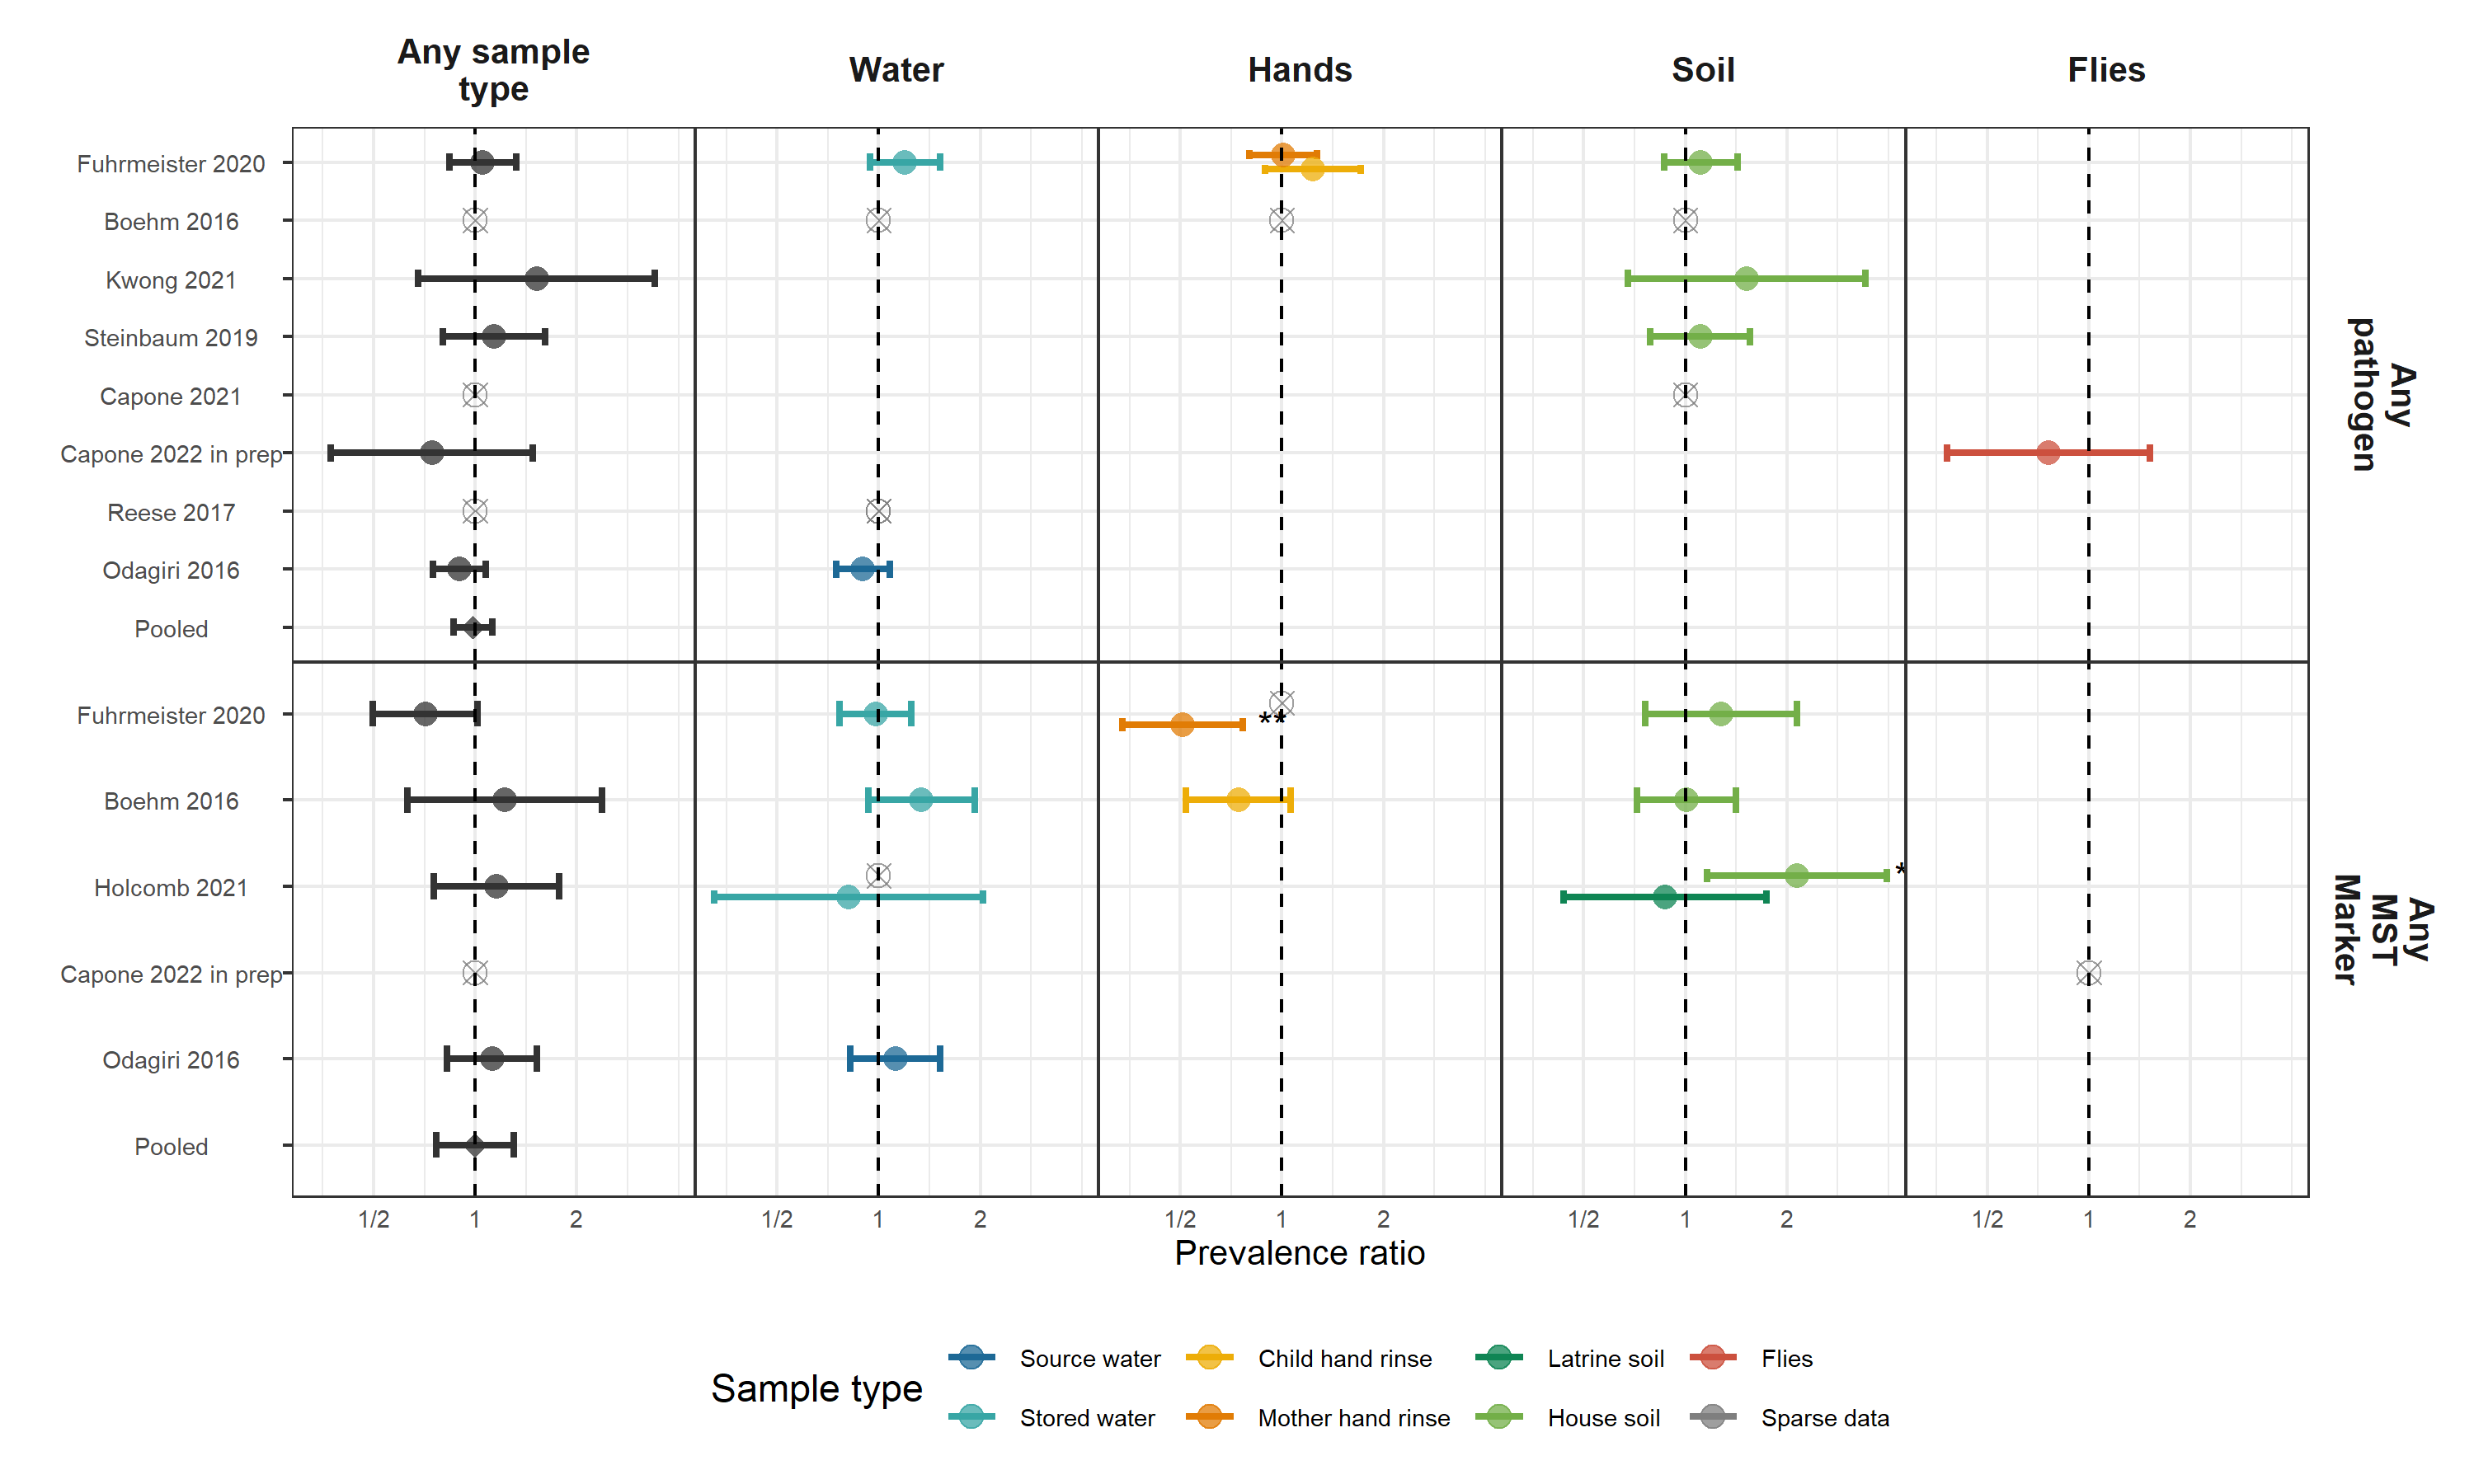 Any sample
type
Water
Hands
Soil
Flies
Fuhrmeister 2020
Boehm 2016
Kwong 2021
Steinbaum 2019
Capone 2021
Capone 2022 in prep
Reese 2017
Odagiri 2016
Pooled
Any
pathogen
Fuhrmeister 2020
**
Boehm 2016
Holcomb 2021
*
Capone 2022 in prep
Odagiri 2016
Pooled
Any
MST
Marker
1/2 1 2
1/2 1 2
1/2 1 2
1/2 1 2
1/2 1 2
Prevalence ratio
Sample type
Source water
Stored water
Child hand rinse
Mother hand rinse
Latrine soil
House soil
Flies
Sparse data